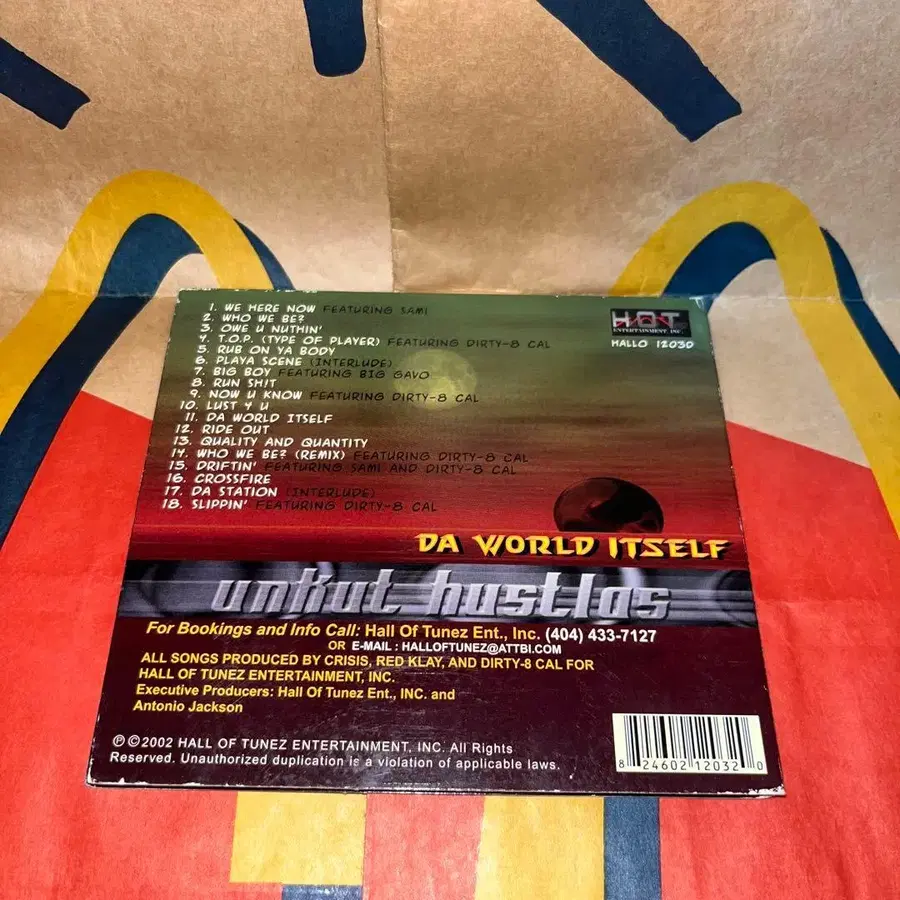 1. WE HERE NOW FEATURING SAMI
2. WHO WE BE?
3. OWE U NUTHIN'
4. T.O.P. (TYPE OF PLAYER) FEATURING DIRTY-8 CAL
5. RUB ON YA BODY
6. PLAYA SCENE (INTERLUDE)
7. BIG BOY FEATURING BIG GAVO
8. RUN SH!T
9. NOW U KNOW FEATURING DIRTY-8 CAL
10. LUST 4 U
11. DA WORLD ITSELF
12. RIDE OUT
13. QUALITY AND QUANTITY
14. WHO WE BE? (REMIX) FEATURING DIRTY-8 CAL
15. DRIFTIN' FEATURING SAMI AND DIRTY-8 CAL
16. CROSSFIRE
17. DA STATION (INTERLUDE)
18. SLIPPIN' FEATURING DIRTY-8 CAL
H.O.T
ENTERTAINMENT, INC.
HALLO 12030
DA WORLD ITSELF
unkut hustlas
For Bookings and Info Call: Hall Of Tunez Ent., Inc. (404) 433-7127
OR E-MAIL : HALLOFTUNEZ@ATTBI.COM
ALL SONGS PRODUCED BY CRISIS, RED KLAY, AND DIRTY-8 CAL FOR
HALL OF TUNEZ ENTERTAINMENT, INC.
Executive Producers: Hall Of Tunez Ent., INC. and
Antonio Jackson
℗©2002 HALL OF TUNEZ ENTERTAINMENT, INC. All Rights
Reserved. Unauthorized duplication is a violation of applicable laws.
8 24602 12032 0